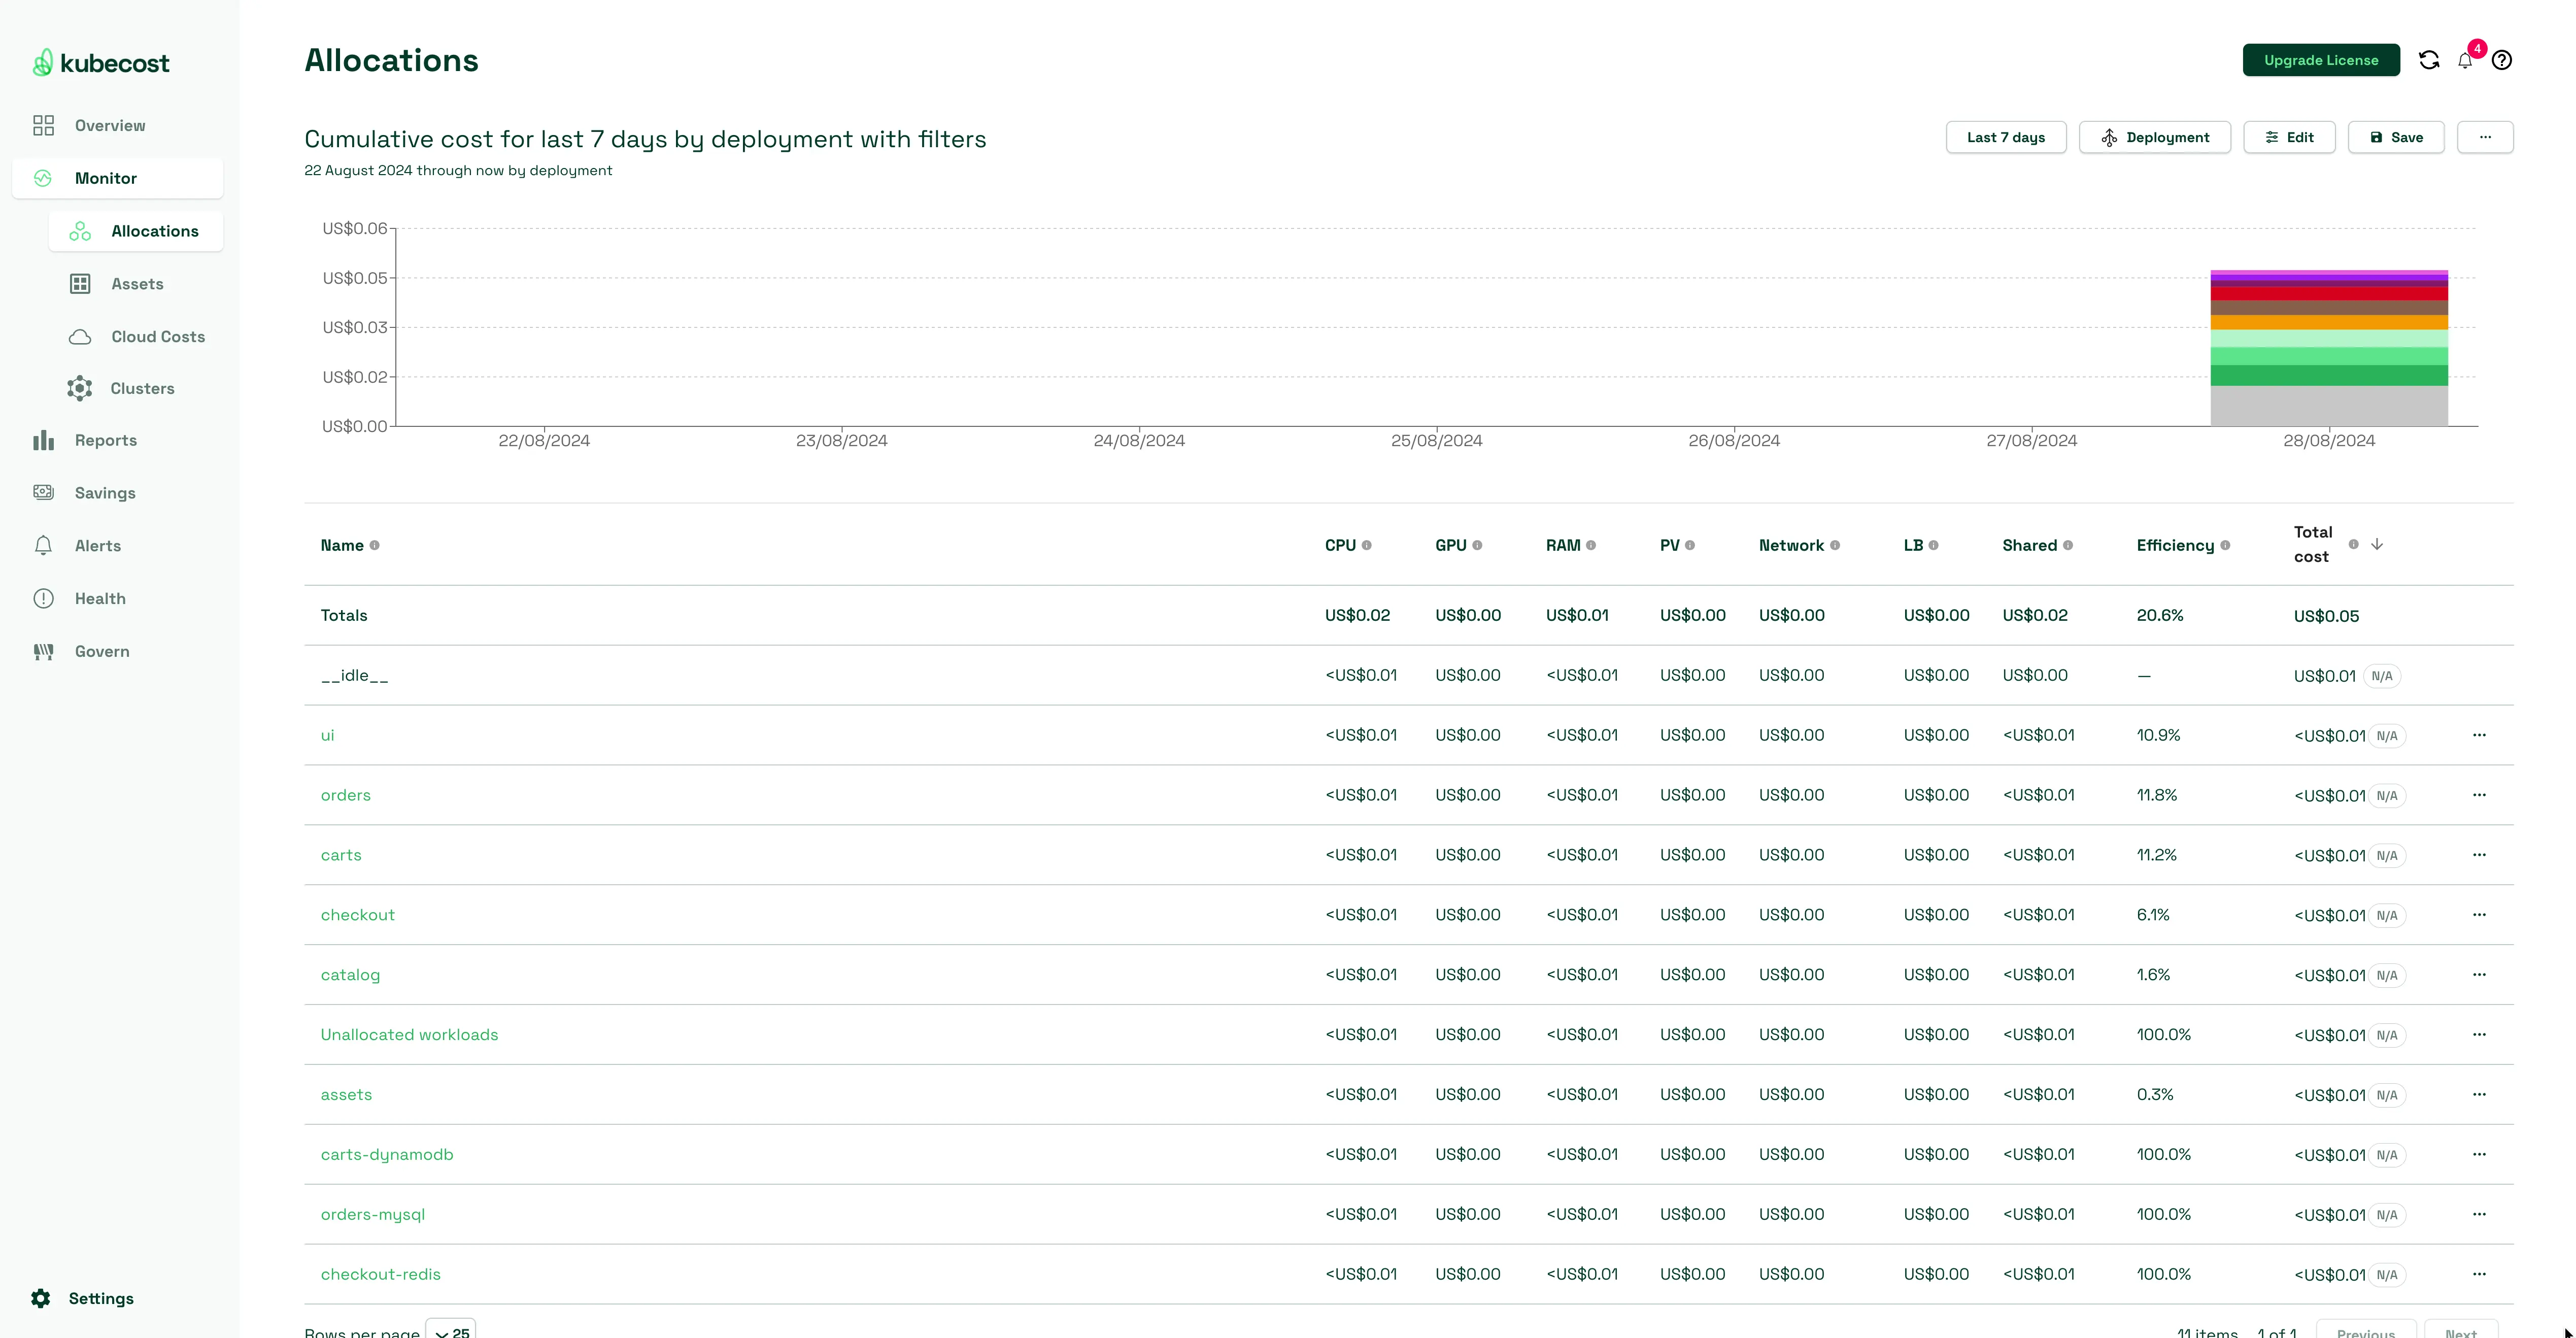 kubecost
Overview
Monitor
Allocations
Assets
Cloud Costs
Clusters
Reports
Savings
Alerts
Health
Govern
Settings
Allocations
Upgrade License
4
Cumulative cost for last 7 days by deployment with filters
22 August 2024 through now by deployment
Last 7 days Deployment Edit Save ...
US$0.06
US$0.05
US$0.03
US$0.02
US$0.00
22/08/2024 23/08/2024 24/08/2024 25/08/2024 26/08/2024 27/08/2024 28/08/2024
Name CPU GPU RAM PV Network LB Shared Efficiency Total cost
Totals US$0.02 US$0.00 US$0.01 US$0.00 US$0.00 US$0.00 US$0.02 20.6% US$0.05
__idle__ <US$0.01 US$0.00 <US$0.01 US$0.00 US$0.00 US$0.00 US$0.00 — US$0.01 N/A
ui <US$0.01 US$0.00 <US$0.01 US$0.00 US$0.00 US$0.00 <US$0.01 10.9% <US$0.01 N/A ...
orders <US$0.01 US$0.00 <US$0.01 US$0.00 US$0.00 US$0.00 <US$0.01 11.8% <US$0.01 N/A ...
carts <US$0.01 US$0.00 <US$0.01 US$0.00 US$0.00 US$0.00 <US$0.01 11.2% <US$0.01 N/A ...
checkout <US$0.01 US$0.00 <US$0.01 US$0.00 US$0.00 US$0.00 <US$0.01 6.1% <US$0.01 N/A ...
catalog <US$0.01 US$0.00 <US$0.01 US$0.00 US$0.00 US$0.00 <US$0.01 1.6% <US$0.01 N/A ...
Unallocated workloads <US$0.01 US$0.00 <US$0.01 US$0.00 US$0.00 US$0.00 <US$0.01 100.0% <US$0.01 N/A ...
assets <US$0.01 US$0.00 <US$0.01 US$0.00 US$0.00 US$0.00 <US$0.01 0.3% <US$0.01 N/A ...
carts-dynamodb <US$0.01 US$0.00 <US$0.01 US$0.00 US$0.00 US$0.00 <US$0.01 100.0% <US$0.01 N/A ...
orders-mysql <US$0.01 US$0.00 <US$0.01 US$0.00 US$0.00 US$0.00 <US$0.01 100.0% <US$0.01 N/A ...
checkout-redis <US$0.01 US$0.00 <US$0.01 US$0.00 US$0.00 US$0.00 <US$0.01 100.0% <US$0.01 N/A ...
Rows per page 25 11 items 1 of 1 Previous Next